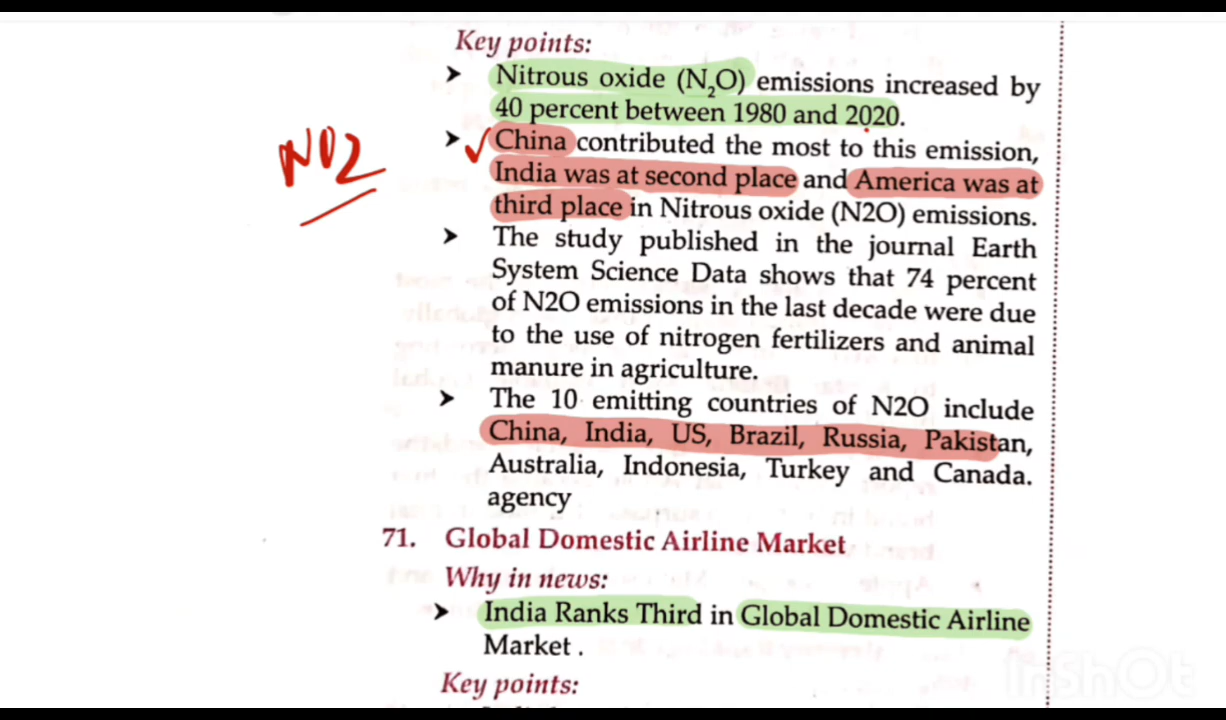 Key points:
➤ Nitrous oxide (N₂O) emissions increased by
40 percent between 1980 and 2020.
➤ China contributed the most to this emission,
India was at second place and America was at
third place in Nitrous oxide (N2O) emissions.
NO2
➤ The study published in the journal Earth
System Science Data shows that 74 percent
of N2O emissions in the last decade were due
to the use of nitrogen fertilizers and animal
manure in agriculture.
➤ The 10 emitting countries of N2O include
China, India, US, Brazil, Russia, Pakistan,
Australia, Indonesia, Turkey and Canada.
agency
71. Global Domestic Airline Market
Why in news:
➤ India Ranks Third in Global Domestic Airline
Market .
Key points:
InShOt